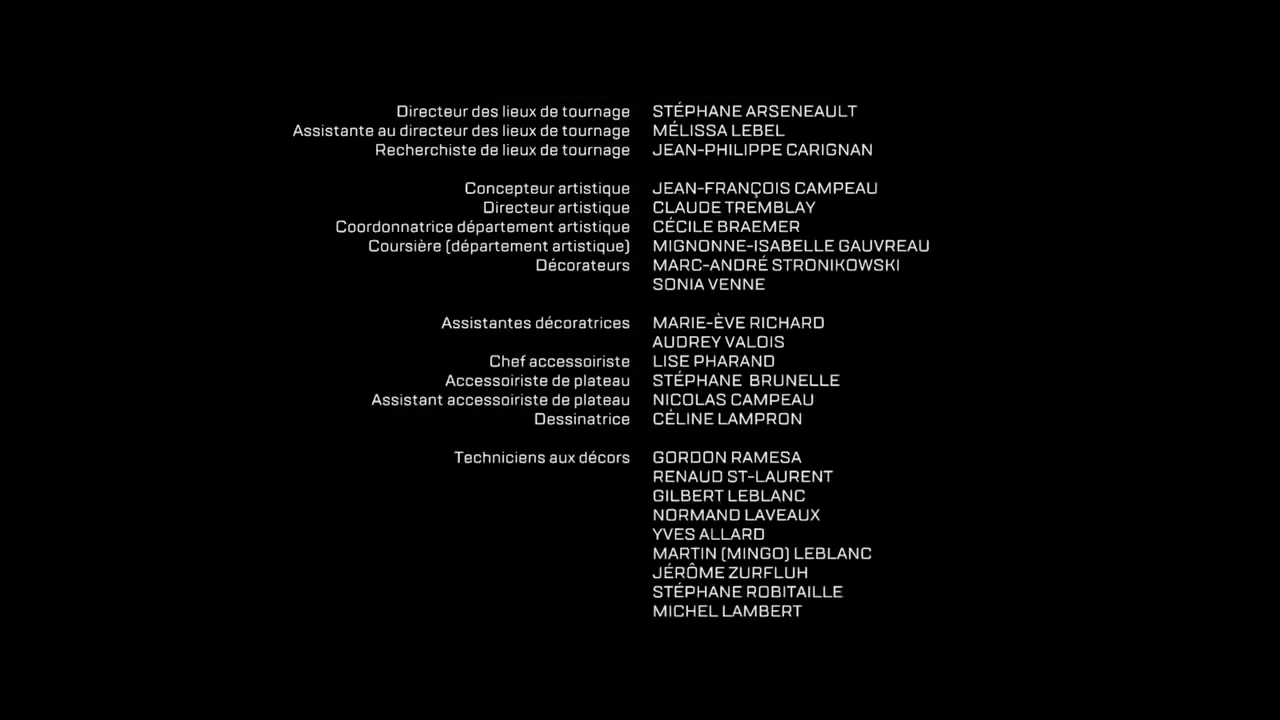 Directeur des lieux de tournage STÉPHANE ARSENEAULT
Assistante au directeur des lieux de tournage MÉLISSA LEBEL
Recherchiste de lieux de tournage JEAN-PHILIPPE CARIGNAN
Concepteur artistique JEAN-FRANÇOIS CAMPEAU
Directeur artistique CLAUDE TREMBLAY
Coordonnatrice département artistique CÉCILE BRAEMER
Coursière (département artistique) MIGNONNE-ISABELLE GAUVREAU
Décorateurs MARC-ANDRÉ STRONIKOWSKI
SONIA VENNE
Assistantes décoratrices MARIE-ÈVE RICHARD
AUDREY VALOIS
Chef accessoiriste LISE PHARAND
Accessoiriste de plateau STÉPHANE BRUNELLE
Assistant accessoiriste de plateau NICOLAS CAMPEAU
Dessinatrice CÉLINE LAMPRON
Techniciens aux décors GORDON RAMESA
RENAUD ST-LAURENT
GILBERT LEBLANC
NORMAND LAVEAUX
YVES ALLARD
MARTIN (MINGO) LEBLANC
JÉRÔME ZURFLUH
STÉPHANE ROBITAILLE
MICHEL LAMBERT